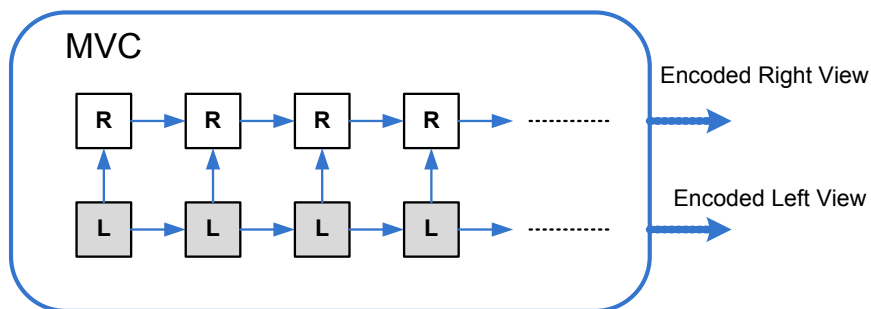 MVC
Encoded Right View
R R R R
Encoded Left View
L L L L